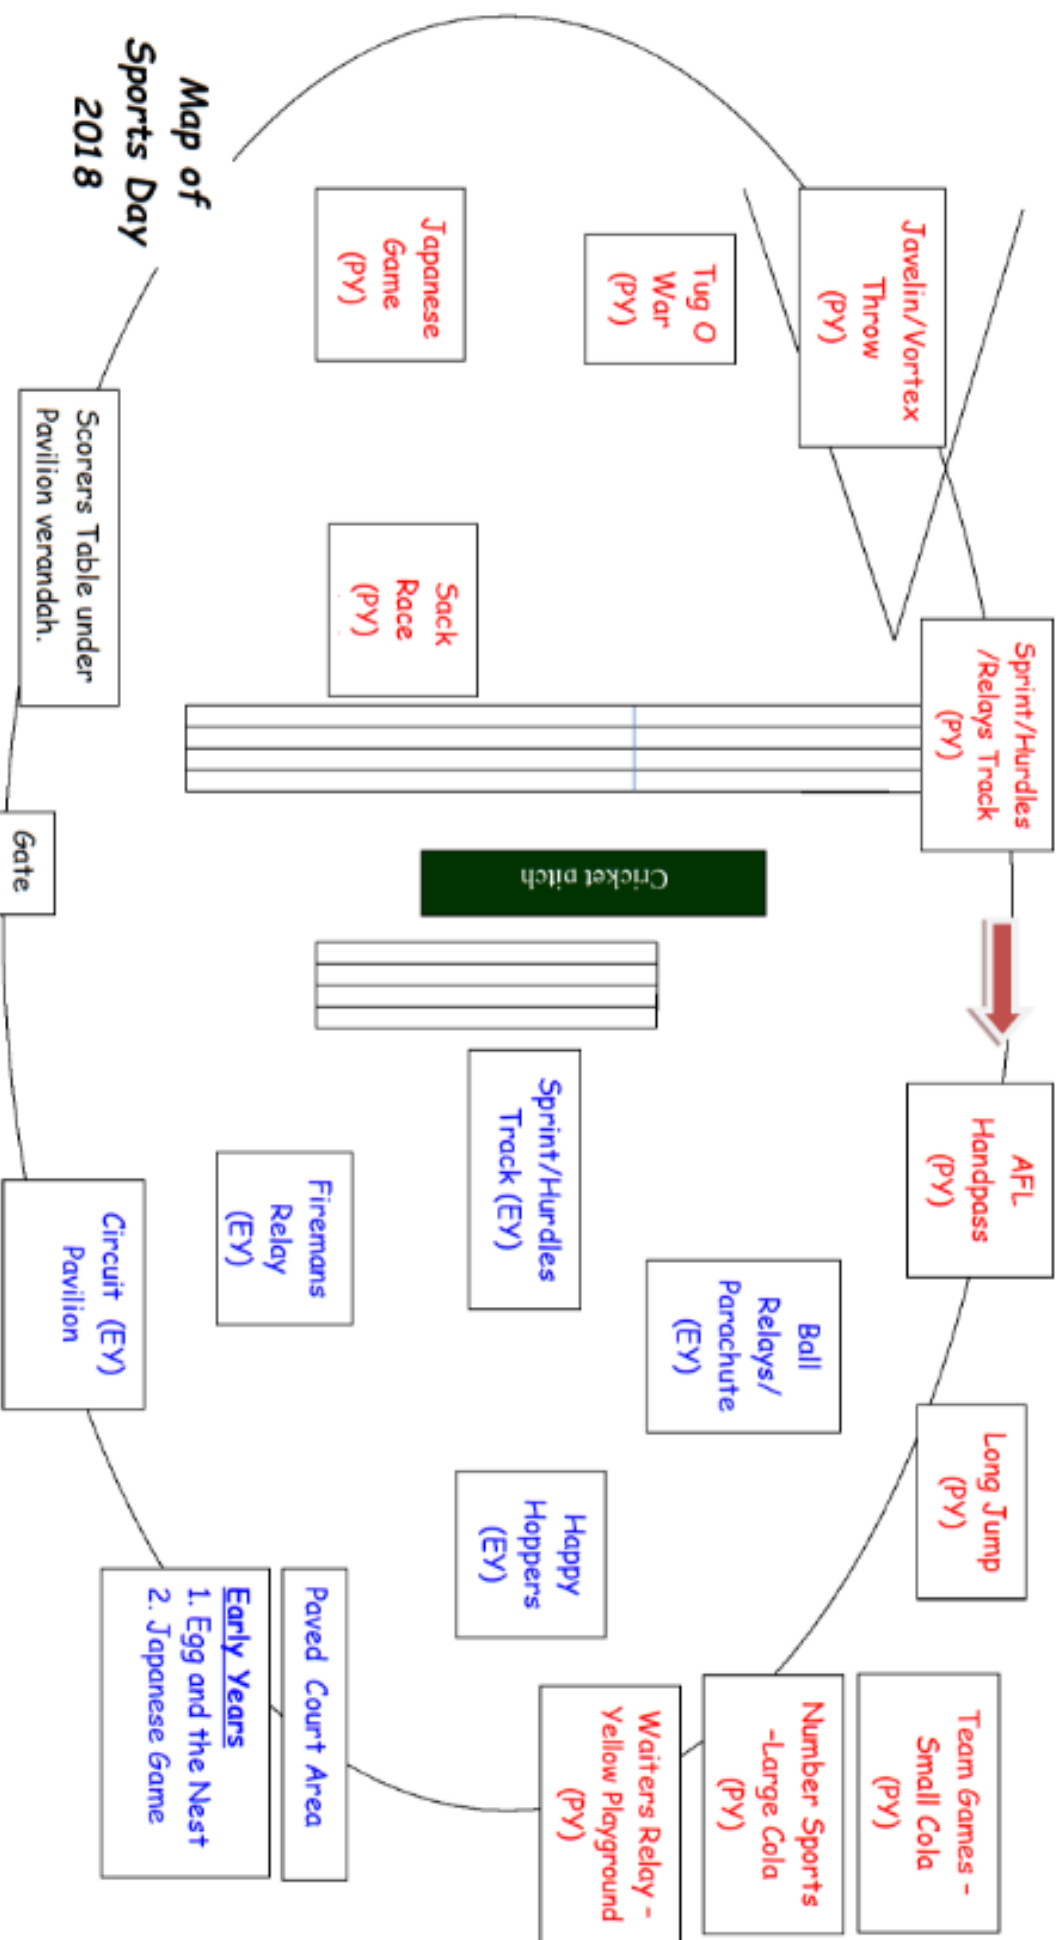 Map of
Sports Day
2018
Javelin/Vortex
Throw
(PY)
Sprint/Hurdles
/Relays Track
(PY)
AFL
Handpass
(PY)
Long Jump
(PY)
Team Games –
Small Cola
(PY)
Number Sports
-Large Cola
(PY)
Waiters Relay –
Yellow Playground
(PY)
Tug O
War
(PY)
Japanese
Game
(PY)
Sack
Race
(PY)
Cricket pitch
Sprint/Hurdles
Track (EY)
Ball
Relays/
Parachute
(EY)
Happy
Hoppers
(EY)
Firemans
Relay
(EY)
Paved Court Area
Early Years
1. Egg and the Nest
2. Japanese Game
Scorers Table under
Pavilion verandah.
Gate
Circuit (EY)
Pavilion